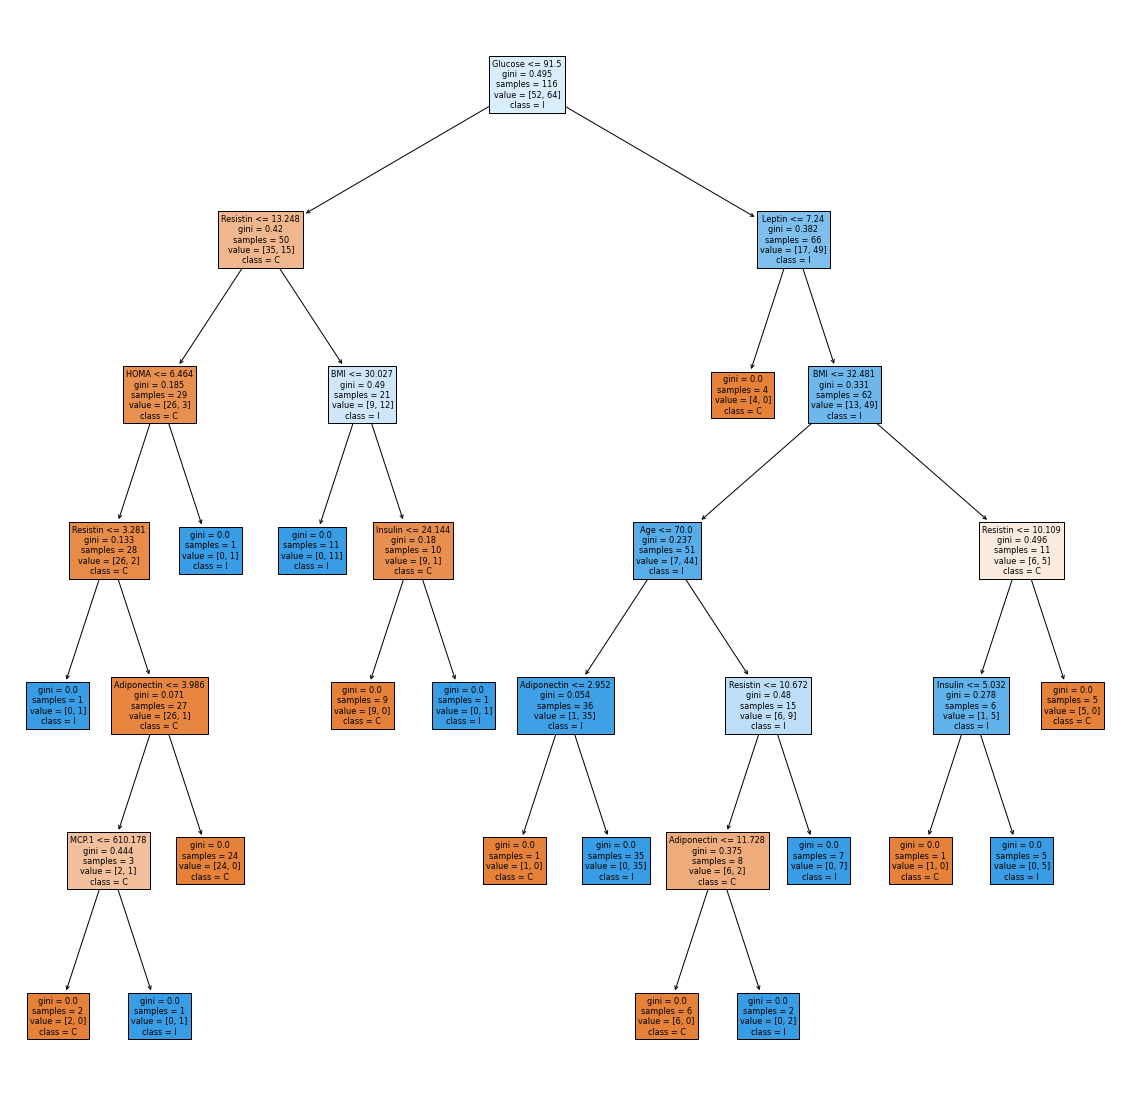 Glucose <= 91.5
gini = 0.495
samples = 116
value = [52, 64]
class = I
Resistin <= 13.248
gini = 0.42
samples = 50
value = [35, 15]
class = C
Leptin <= 7.24
gini = 0.382
samples = 66
value = [17, 49]
class = I
HOMA <= 6.464
gini = 0.185
samples = 29
value = [26, 3]
class = C
BMI <= 30.027
gini = 0.49
samples = 21
value = [9, 12]
class = I
gini = 0.0
samples = 4
value = [4, 0]
class = C
BMI <= 32.481
gini = 0.331
samples = 62
value = [13, 49]
class = I
Resistin <= 3.281
gini = 0.133
samples = 28
value = [26, 2]
class = C
gini = 0.0
samples = 1
value = [0, 1]
class = I
gini = 0.0
samples = 11
value = [0, 11]
class = I
Insulin <= 24.144
gini = 0.18
samples = 10
value = [9, 1]
class = C
Age <= 70.0
gini = 0.237
samples = 51
value = [7, 44]
class = I
Resistin <= 10.109
gini = 0.496
samples = 11
value = [6, 5]
class = C
gini = 0.0
samples = 1
value = [0, 1]
class = I
Adiponectin <= 3.986
gini = 0.071
samples = 27
value = [26, 1]
class = C
gini = 0.0
samples = 9
value = [9, 0]
class = C
gini = 0.0
samples = 1
value = [0, 1]
class = I
Adiponectin <= 2.952
gini = 0.054
samples = 36
value = [1, 35]
class = I
Resistin <= 10.672
gini = 0.48
samples = 15
value = [6, 9]
class = I
Insulin <= 5.032
gini = 0.278
samples = 6
value = [1, 5]
class = I
gini = 0.0
samples = 5
value = [5, 0]
class = C
MCP.1 <= 610.178
gini = 0.444
samples = 3
value = [2, 1]
class = C
gini = 0.0
samples = 24
value = [24, 0]
class = C
gini = 0.0
samples = 1
value = [1, 0]
class = C
gini = 0.0
samples = 35
value = [0, 35]
class = I
Adiponectin <= 11.728
gini = 0.375
samples = 8
value = [6, 2]
class = C
gini = 0.0
samples = 7
value = [0, 7]
class = I
gini = 0.0
samples = 1
value = [1, 0]
class = C
gini = 0.0
samples = 5
value = [0, 5]
class = I
gini = 0.0
samples = 2
value = [2, 0]
class = C
gini = 0.0
samples = 1
value = [0, 1]
class = I
gini = 0.0
samples = 6
value = [6, 0]
class = C
gini = 0.0
samples = 2
value = [0, 2]
class = I